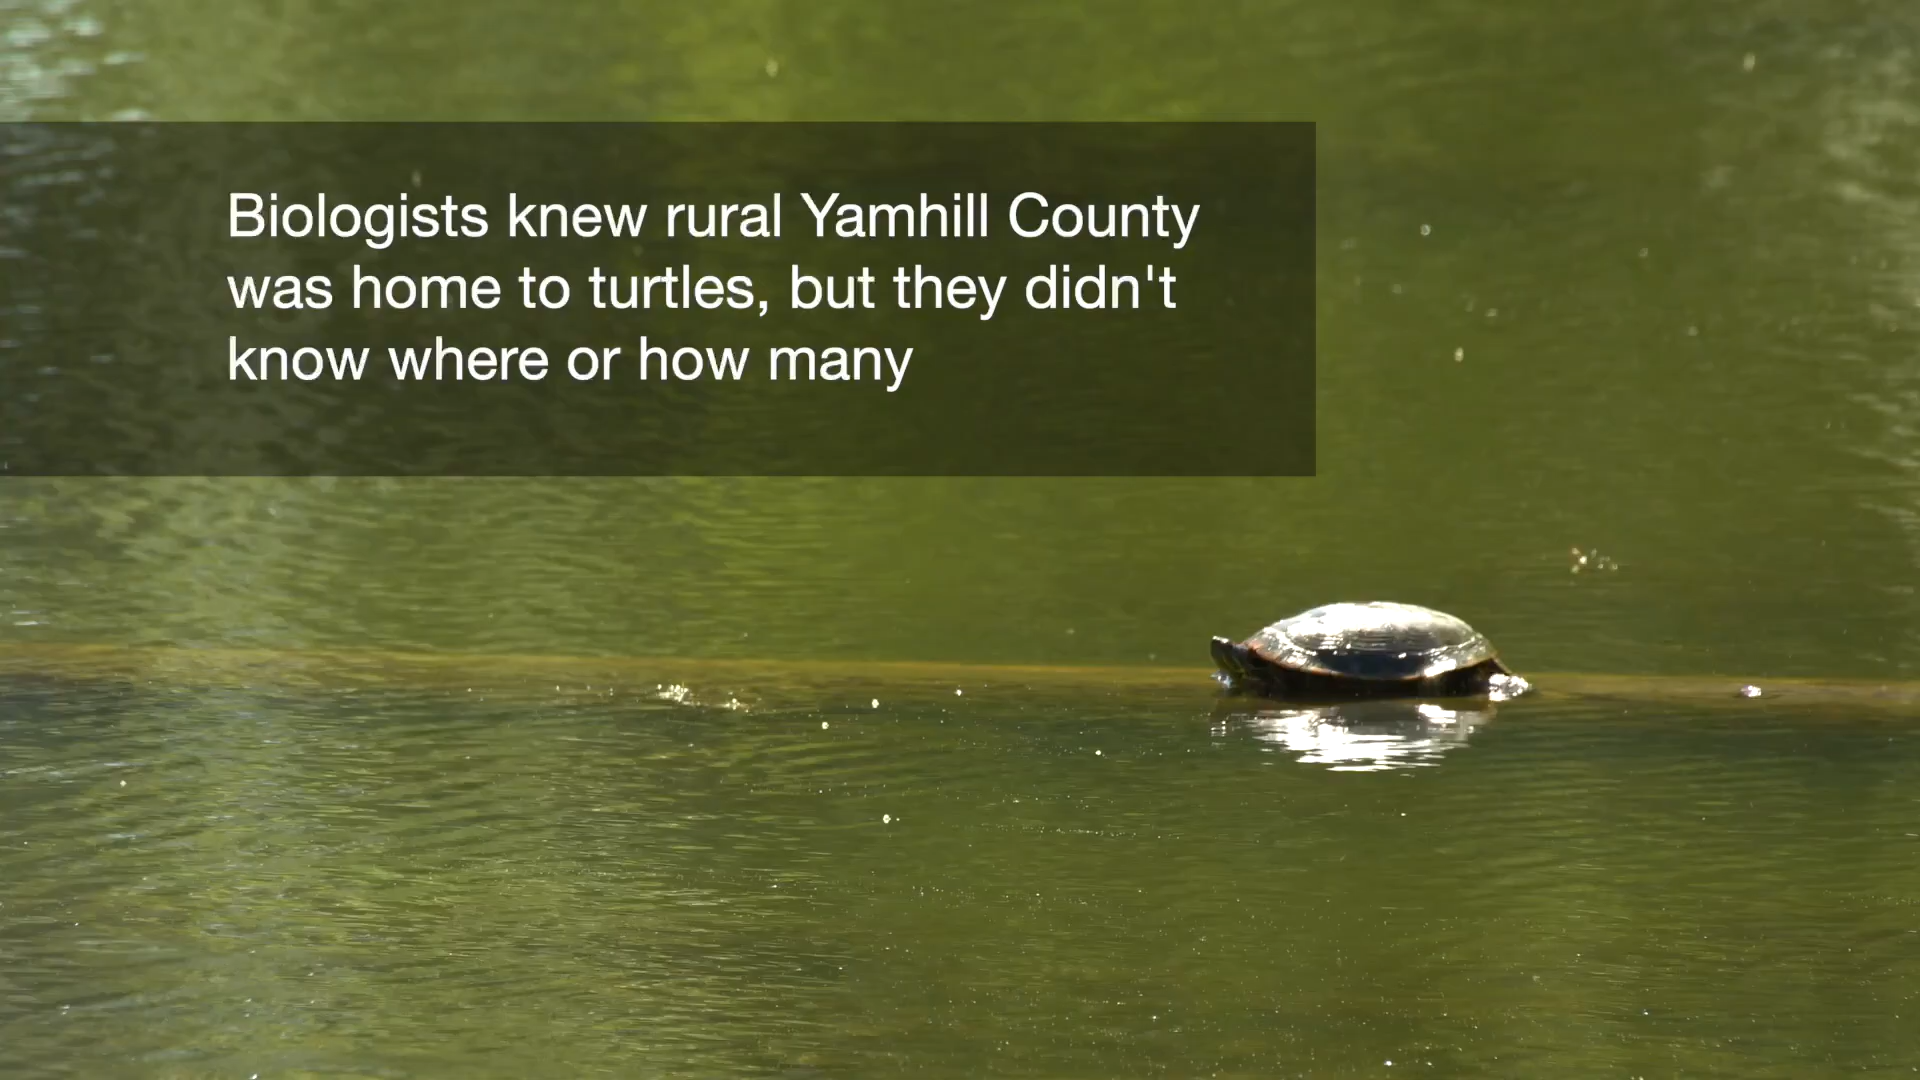 Biologists knew rural Yamhill County
was home to turtles, but they didn't
know where or how many